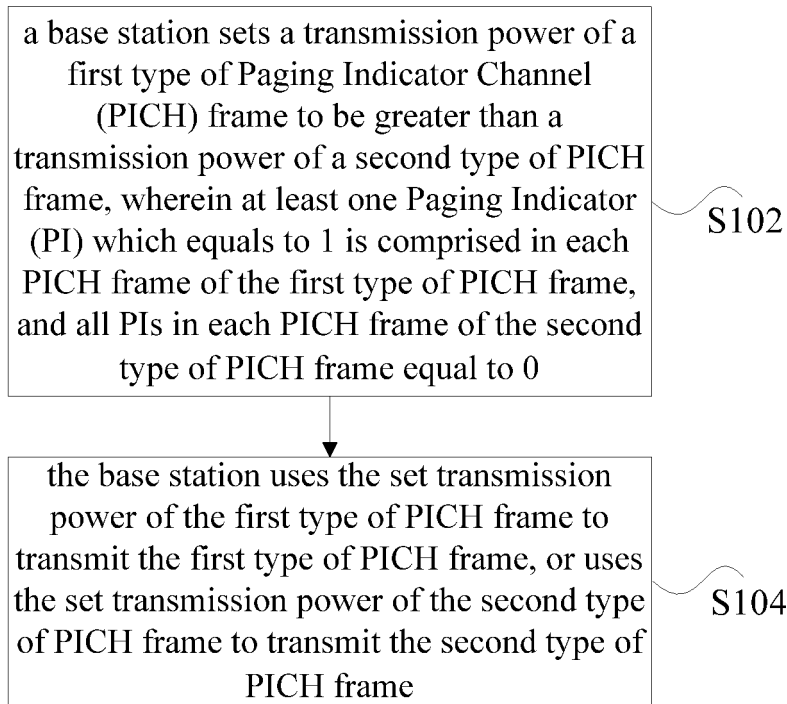 a base station sets a transmission power of a
first type of Paging Indicator Channel
(PICH) frame to be greater than a
transmission power of a second type of PICH
frame, wherein at least one Paging Indicator
(PI) which equals to 1 is comprised in each
PICH frame of the first type of PICH frame,
and all PIs in each PICH frame of the second
type of PICH frame equal to 0
S102
the base station uses the set transmission
power of the first type of PICH frame to
transmit the first type of PICH frame, or uses
the set transmission power of the second type
of PICH frame to transmit the second type of
PICH frame
S104